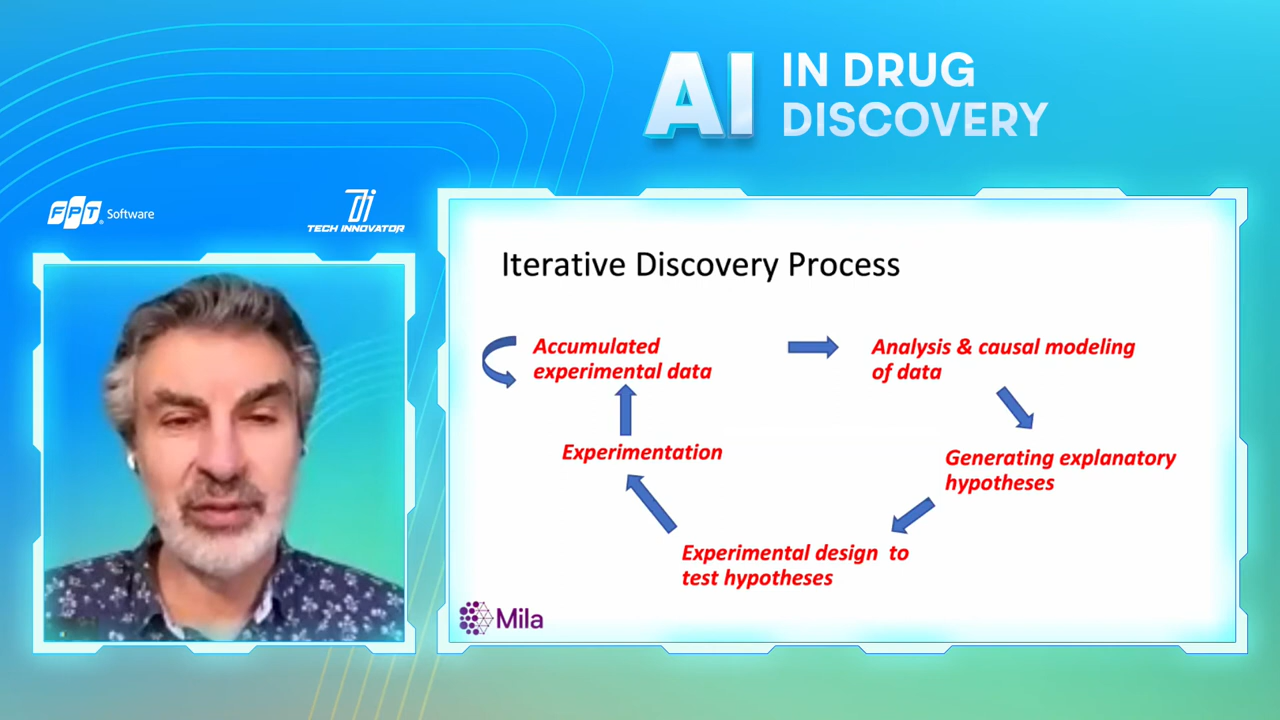 AI IN DRUG
DISCOVERY
FPT Software
TECH INNOVATOR
Iterative Discovery Process
Accumulated
experimental data
Analysis & causal modeling
of data
Experimentation
Generating explanatory
hypotheses
Experimental design to
test hypotheses
Mila